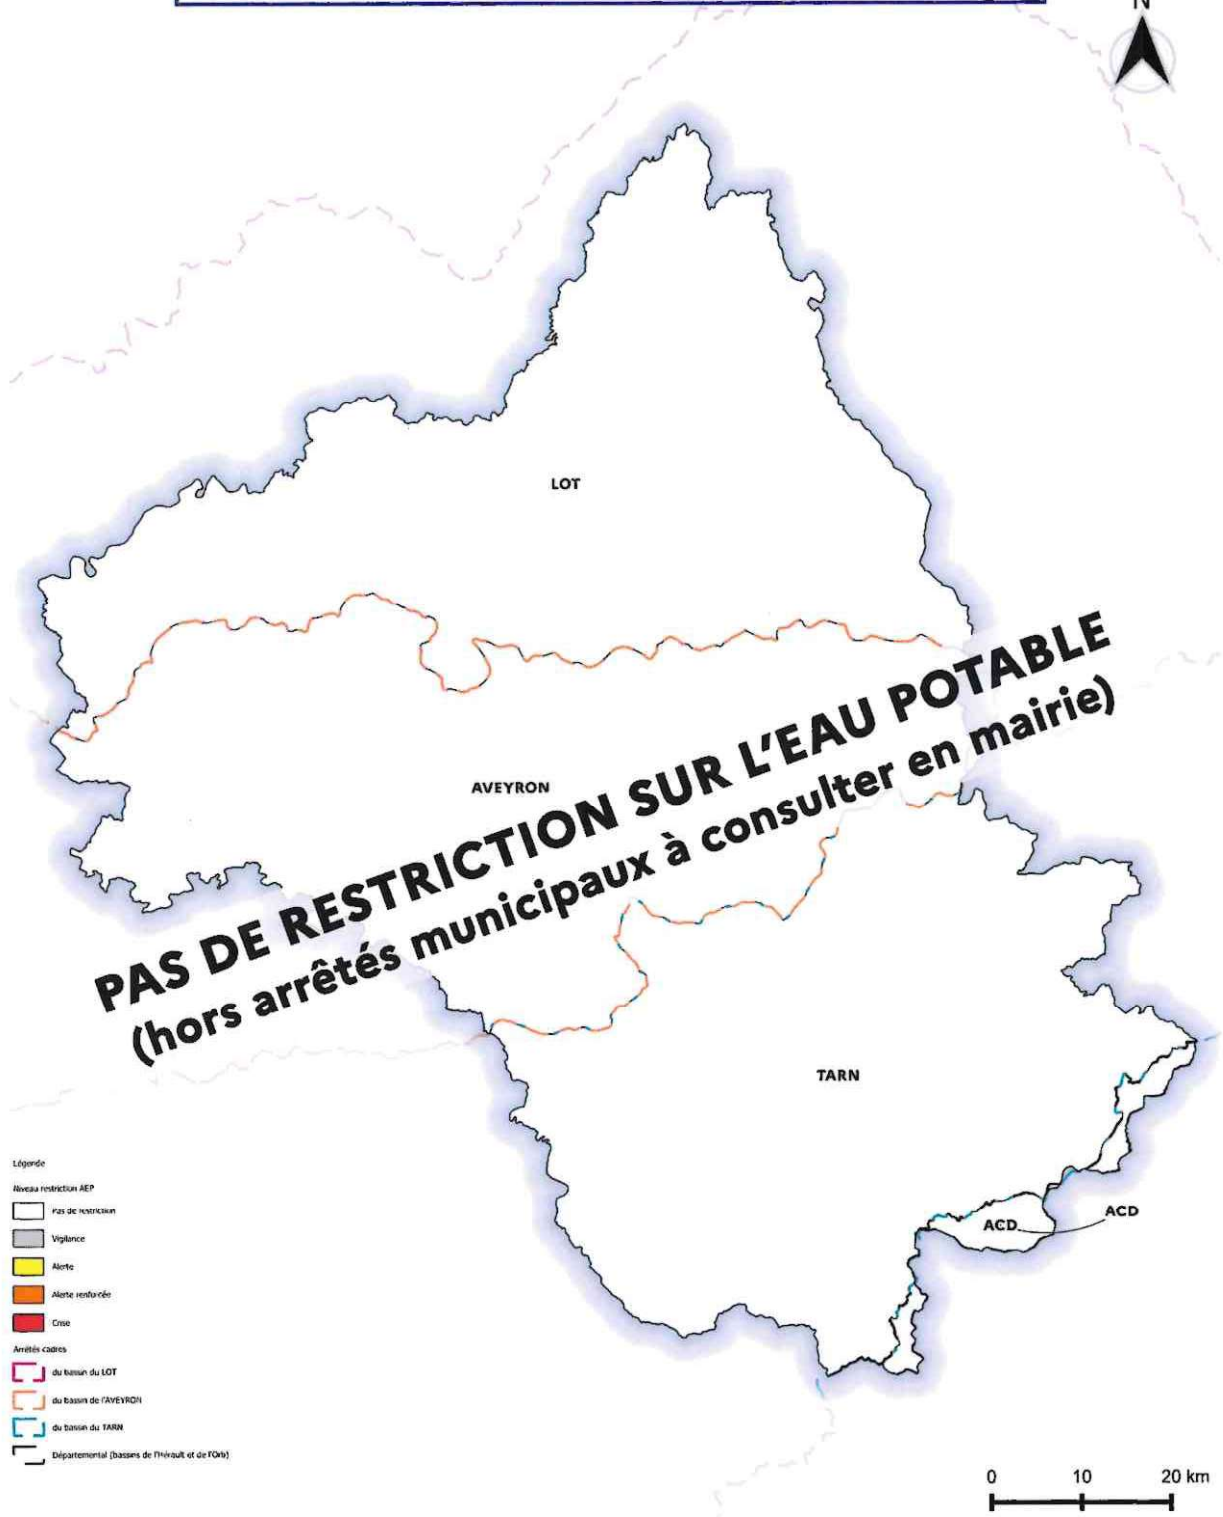 N
LOT
AVEYRON
PAS DE RESTRICTION SUR L'EAU POTABLE
(hors arrêtés municipaux à consulter en mairie)
TARN
ACD
ACD
Légende
Niveau restriction AEP
Pas de restriction
Vigilance
Alerte
Alerte renforcée
Crise
Arrêtés cadres
du bassin du LOT
du bassin de l'AVEYRON
du bassin du TARN
Départemental (bassins de l'Hérault et de l'Orb)
0 10 20 km